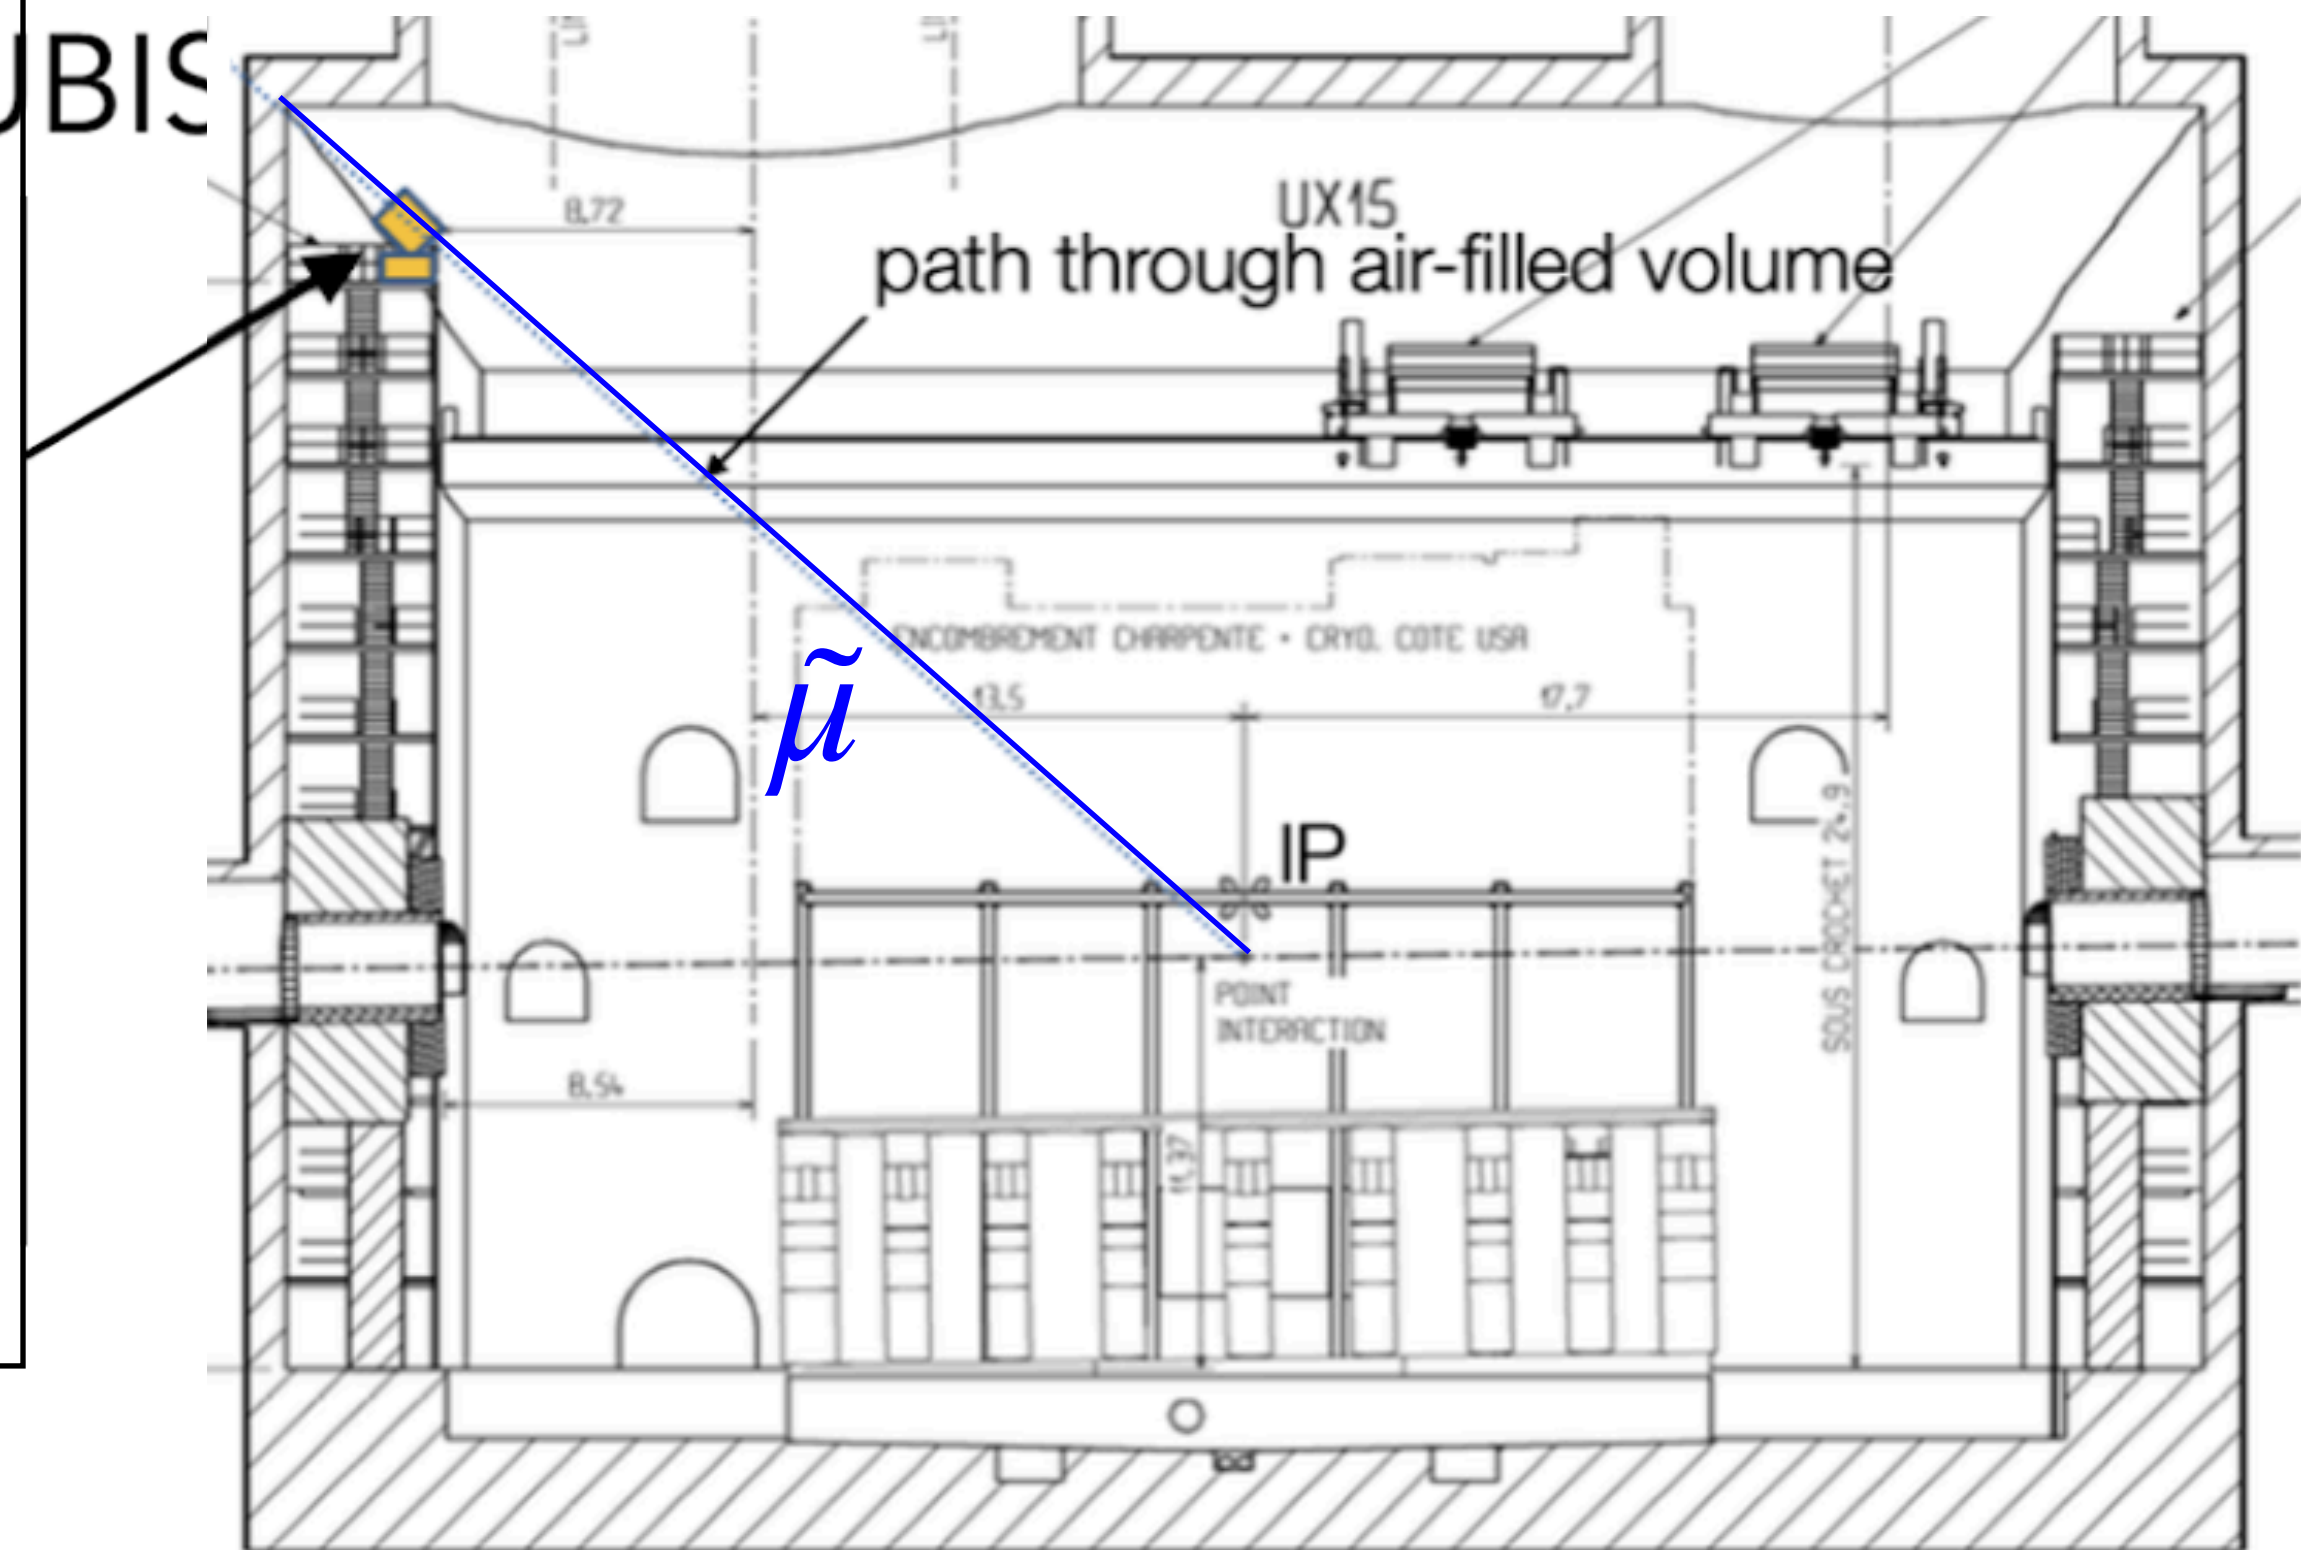 UBIS
8,72
UX15
path through air-filled volume
ENCOMBREMENT CHARPENTE • CRYO. COTE USA
13,5
17,7
μ̃
IP
SOUS CROCHET 24.9
POINT
INTERACTION
8,54
11,37